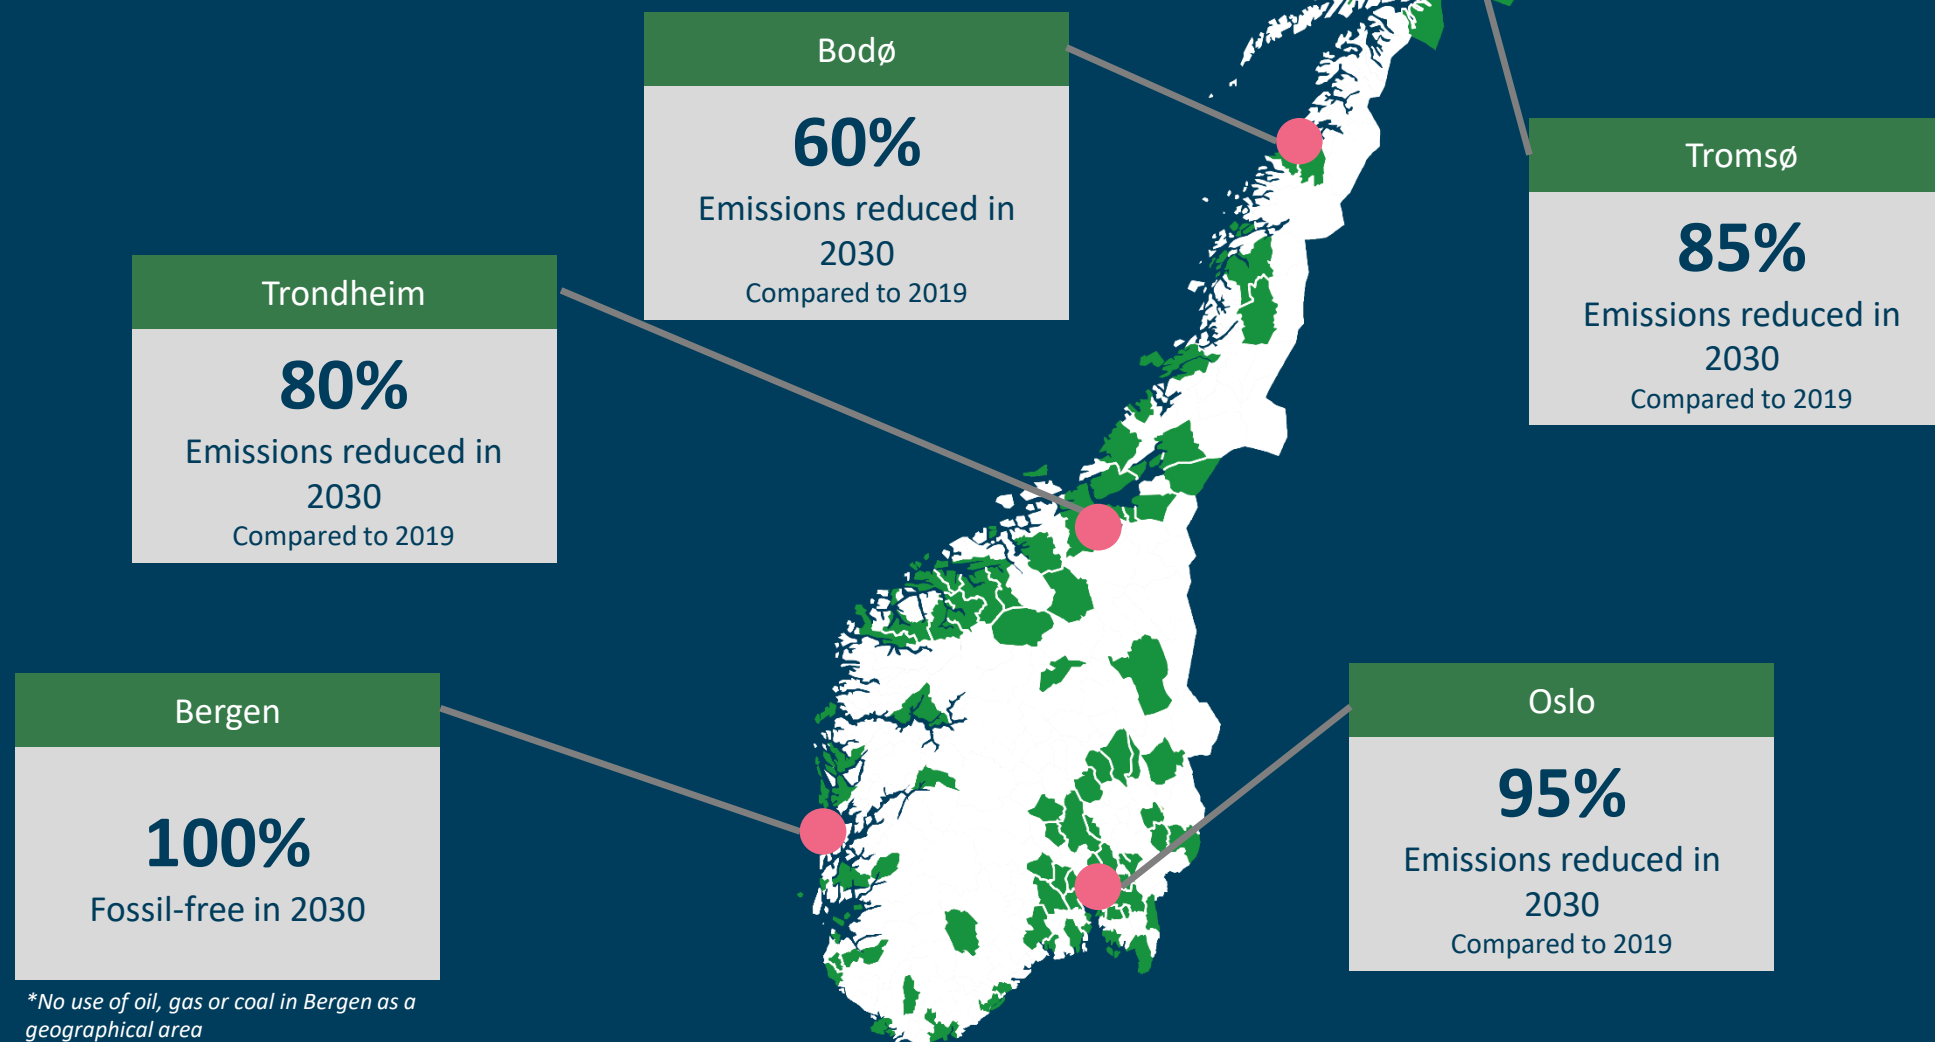 Bodø
60%
Emissions reduced in
2030
Compared to 2019
Tromsø
85%
Emissions reduced in
2030
Compared to 2019
Trondheim
80%
Emissions reduced in
2030
Compared to 2019
Bergen
100%
Fossil-free in 2030
*No use of oil, gas or coal in Bergen as a
geographical area
Oslo
95%
Emissions reduced in
2030
Compared to 2019